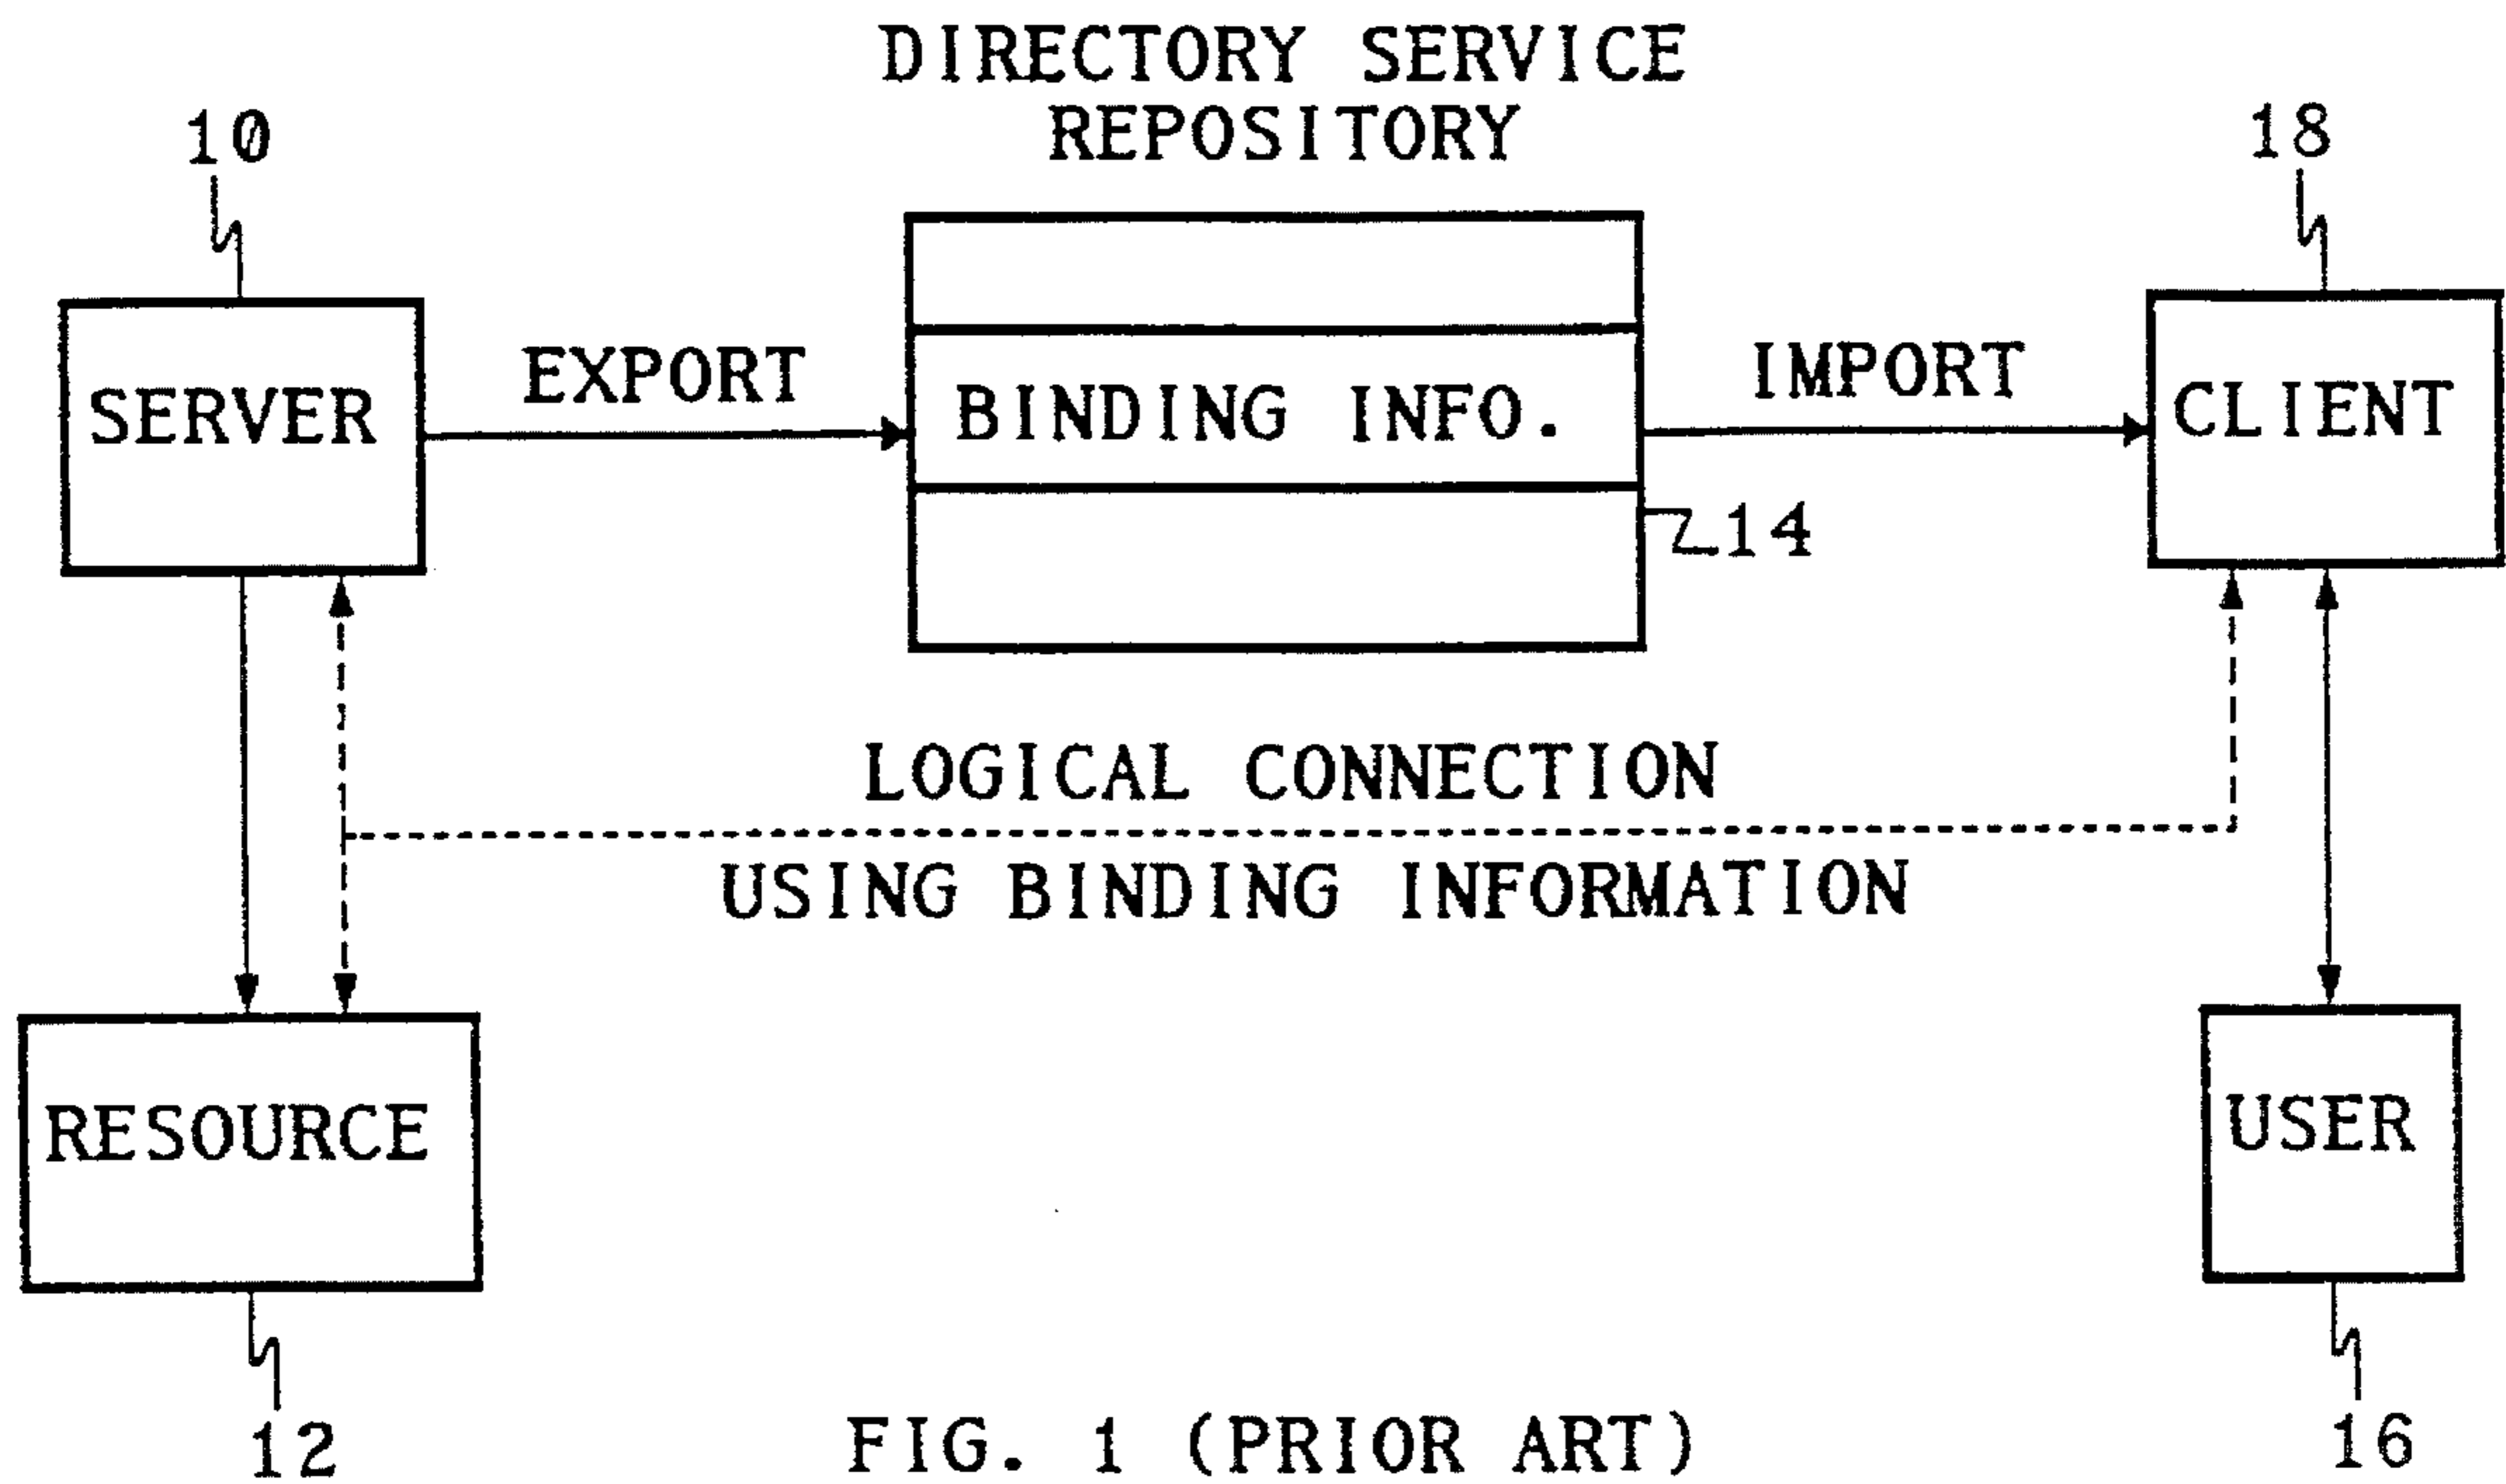 DIRECTORY SERVICE
REPOSITORY
10
18
SERVER
EXPORT
BINDING INFO.
IMPORT
CLIENT
14
LOGICAL CONNECTION
USING BINDING INFORMATION
RESOURCE
USER
12
FIG. 1 (PRIOR ART)
16